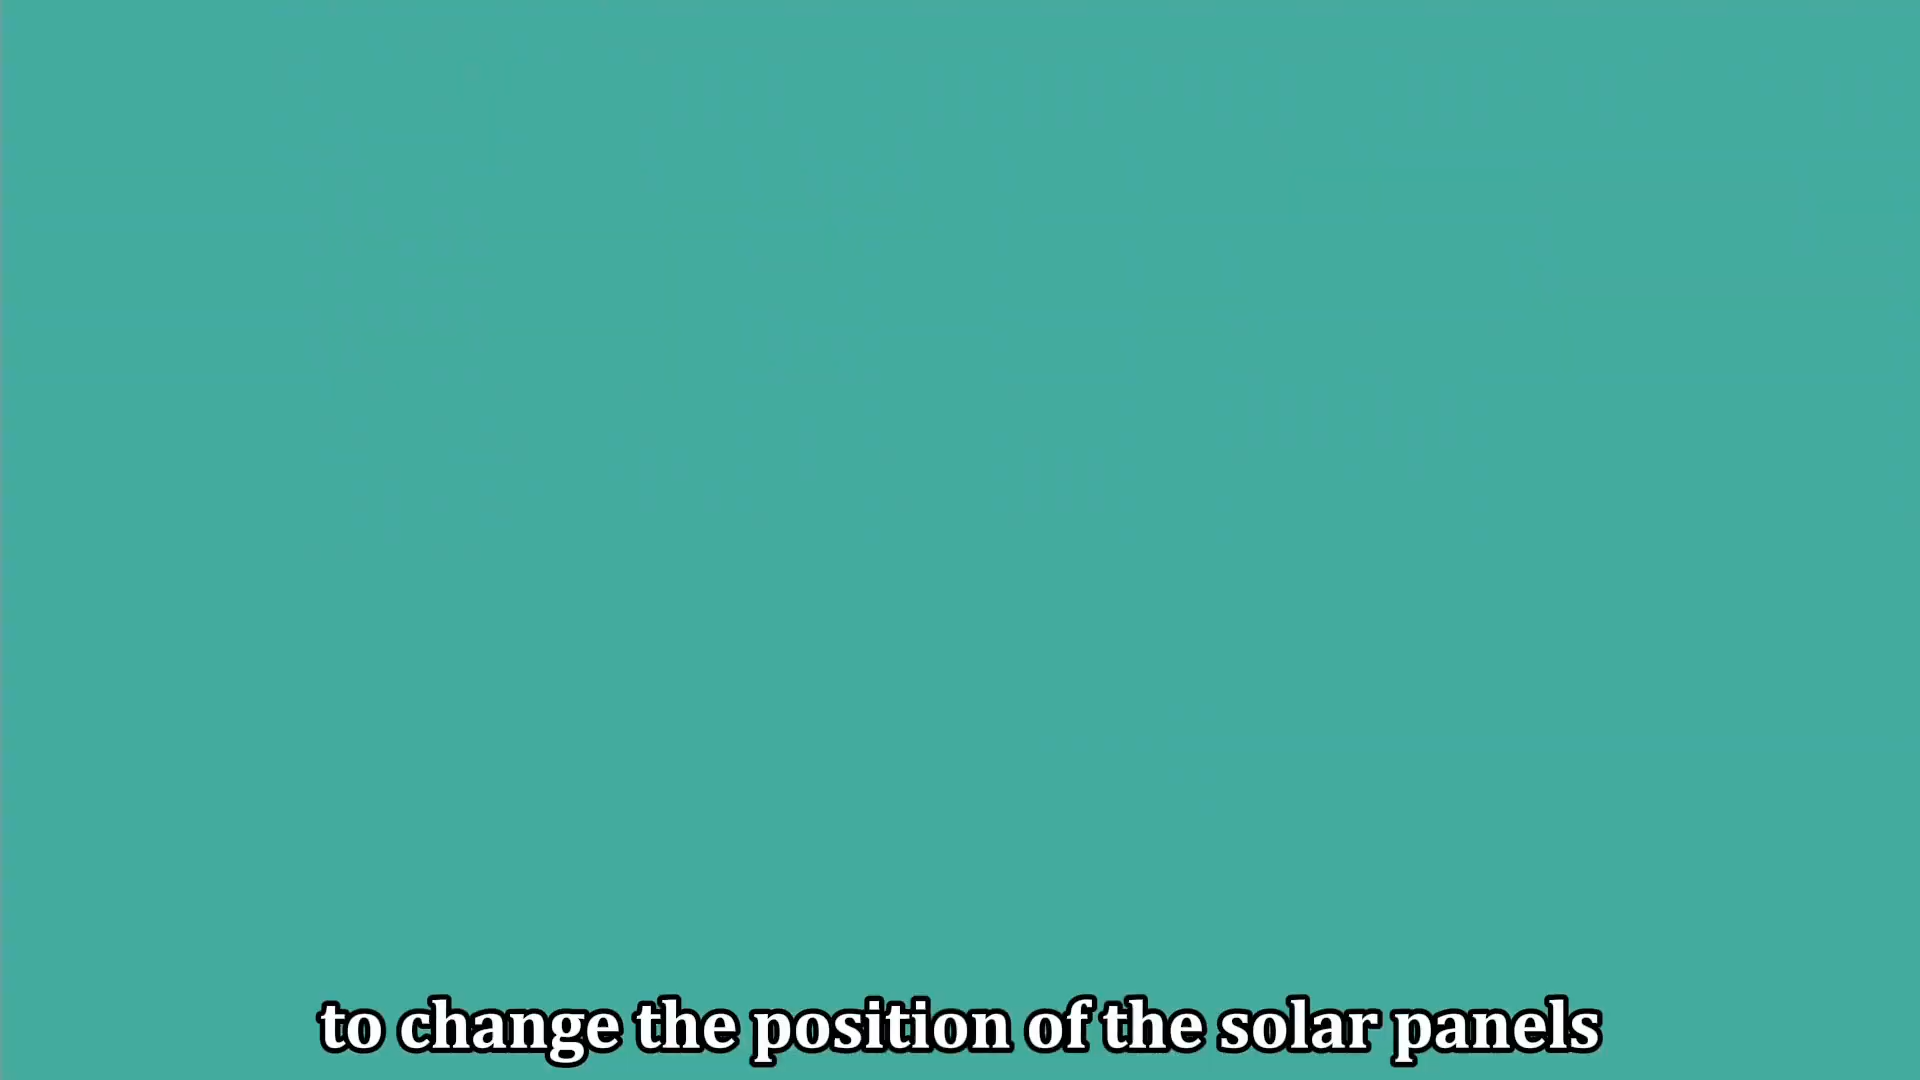 to change the position of the solar panels